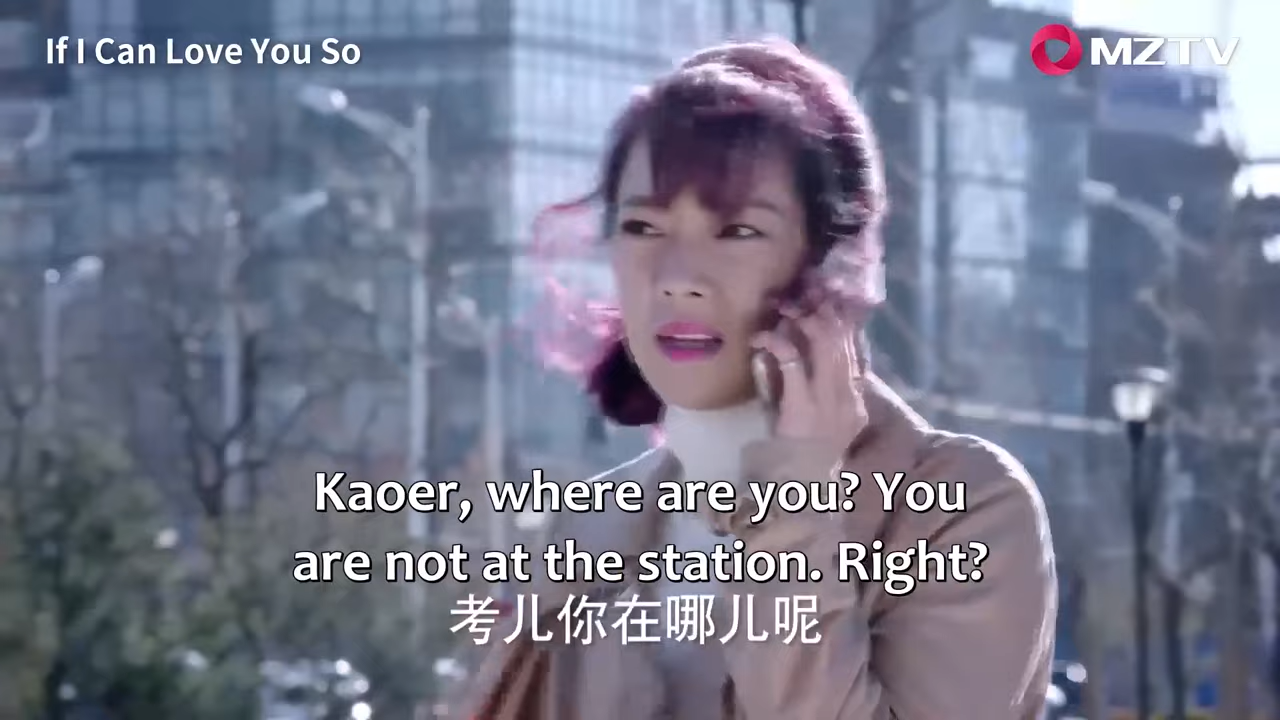 If I Can Love You So
MZTV
Kaoer, where are you? You
are not at the station. Right?
考儿你在哪儿呢